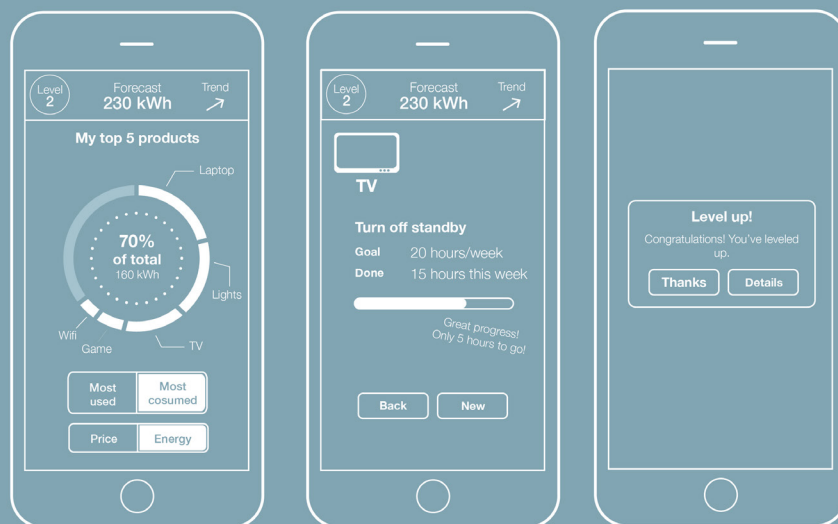 Level
2
Forecast
230 kWh
Trend
My top 5 products
Laptop
70%
of total
160 kWh
Lights
Wifi
Game
TV
Most
used
Most
cosumed
Price
Energy
Level
2
Forecast
230 kWh
Trend
TV
Turn off standby
Goal 20 hours/week
Done 15 hours this week
Great progress!
Only 5 hours to go!
Back
New
Level up!
Congratulations! You've leveled
up.
Thanks
Details